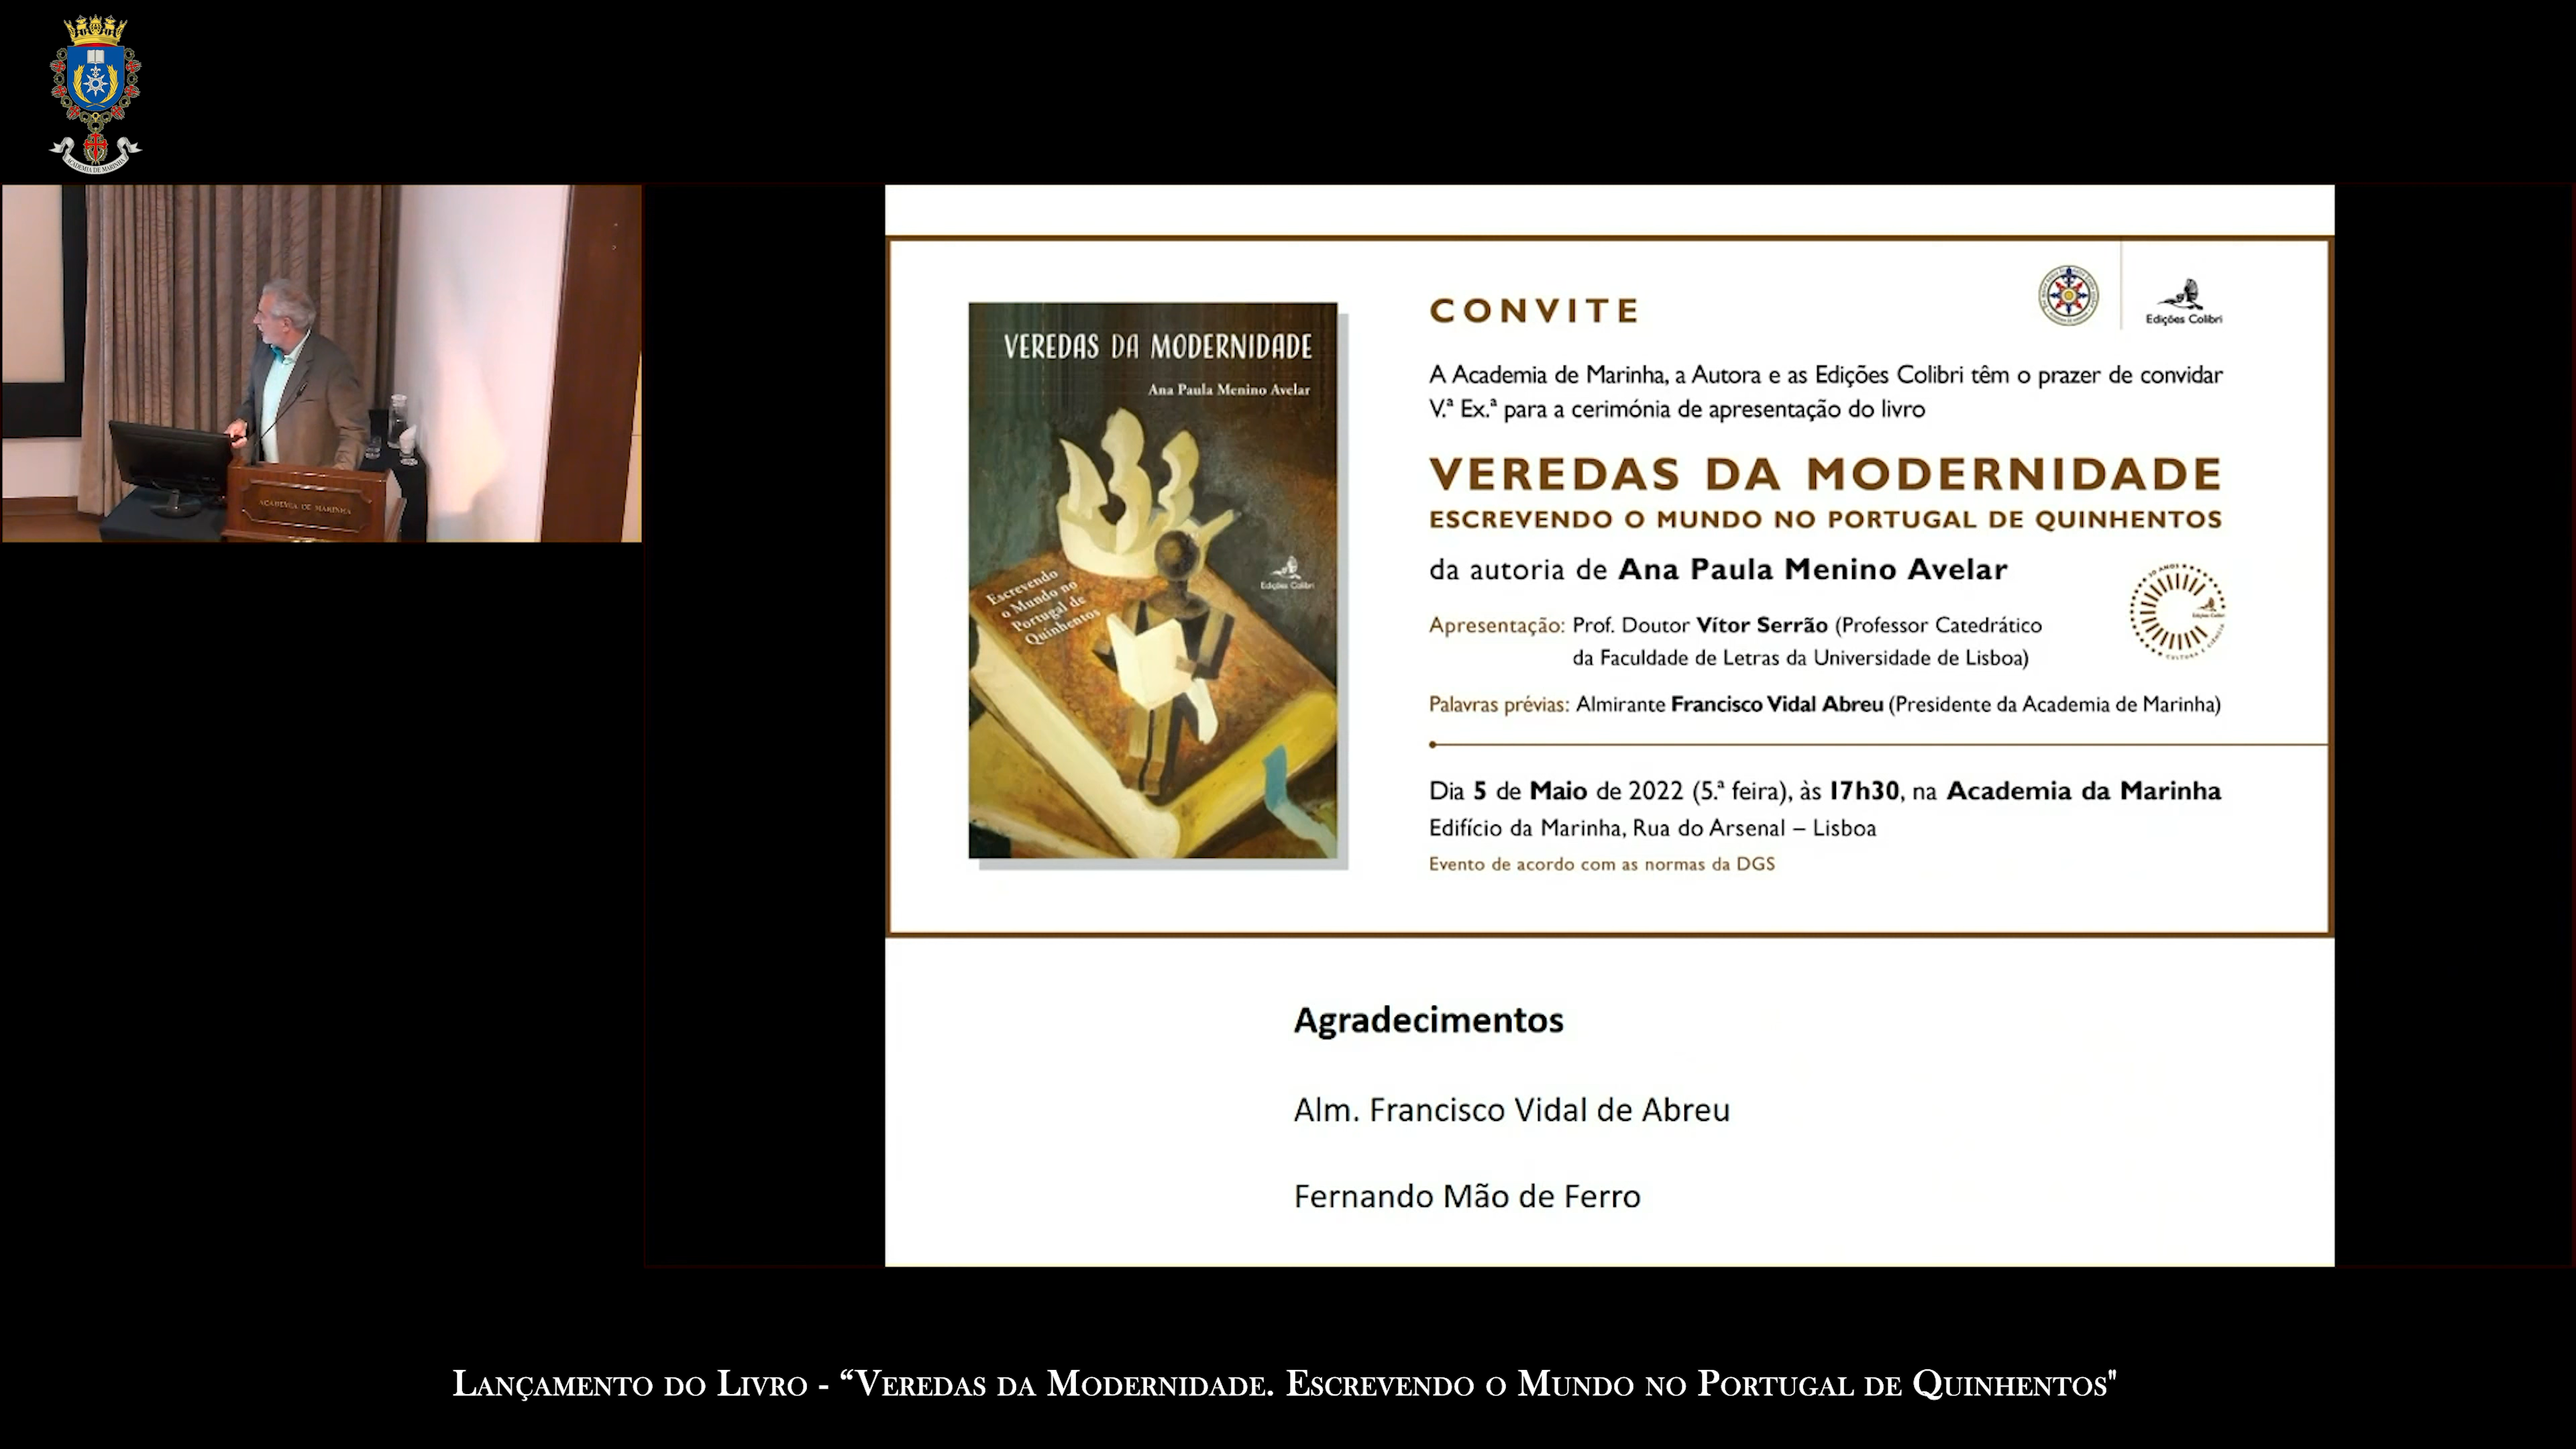 ACADEMIA DE MARINHA
ACADEMIA DE MARINHA
VEREDAS DA MODERNIDADE
Ana Paula Menino Avelar
Escrevendo
o Mundo no
Portugal de
Quinhentos
Edições Colibri
CONVITE
Edições Colibri
A Academia de Marinha, a Autora e as Edições Colibri têm o prazer de convidar
V.ª Ex.ª para a cerimónia de apresentação do livro
VEREDAS DA MODERNIDADE
ESCREVENDO O MUNDO NO PORTUGAL DE QUINHENTOS
da autoria de Ana Paula Menino Avelar
Apresentação: Prof. Doutor Vítor Serrão (Professor Catedrático
da Faculdade de Letras da Universidade de Lisboa)
Palavras prévias: Almirante Francisco Vidal Abreu (Presidente da Academia de Marinha)
Dia 5 de Maio de 2022 (5.ª feira), às 17h30, na Academia da Marinha
Edifício da Marinha, Rua do Arsenal – Lisboa
Evento de acordo com as normas da DGS
Agradecimentos
Alm. Francisco Vidal de Abreu
Fernando Mão de Ferro
Lançamento do Livro - “Veredas da Modernidade. Escrevendo o Mundo no Portugal de Quinhentos"